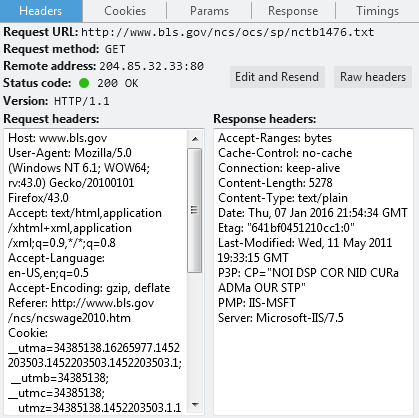 Headers Cookies Params Response Timings
Request URL: http://www.bls.gov/ncs/ocs/sp/nctb1476.txt
Request method: GET
Remote address: 204.85.32.33:80
Status code: 200 OK
Edit and Resend Raw headers
Version: HTTP/1.1
Request headers:
Host: www.bls.gov
User-Agent: Mozilla/5.0
(Windows NT 6.1; WOW64;
rv:43.0) Gecko/20100101
Firefox/43.0
Accept: text/html,application
/xhtml+xml,application
/xml;q=0.9,*/*;q=0.8
Accept-Language:
en-US,en;q=0.5
Accept-Encoding: gzip, deflate
Referer: http://www.bls.gov
/ncs/ncswage2010.htm
Cookie:
__utma=34385138.16265977.1452
203503.1452203503.1452203503.1;
__utmb=34385138;
__utmc=34385138;
__utmz=34385138.1452203503.1.1
Response headers:
Accept-Ranges: bytes
Cache-Control: no-cache
Connection: keep-alive
Content-Length: 5278
Content-Type: text/plain
Date: Thu, 07 Jan 2016 21:54:34 GMT
Etag: "641bf0451210cc1:0"
Last-Modified: Wed, 11 May 2011
19:33:15 GMT
P3P: CP="NOI DSP COR NID CURa
ADMa OUR STP"
PMP: IIS-MSFT
Server: Microsoft-IIS/7.5